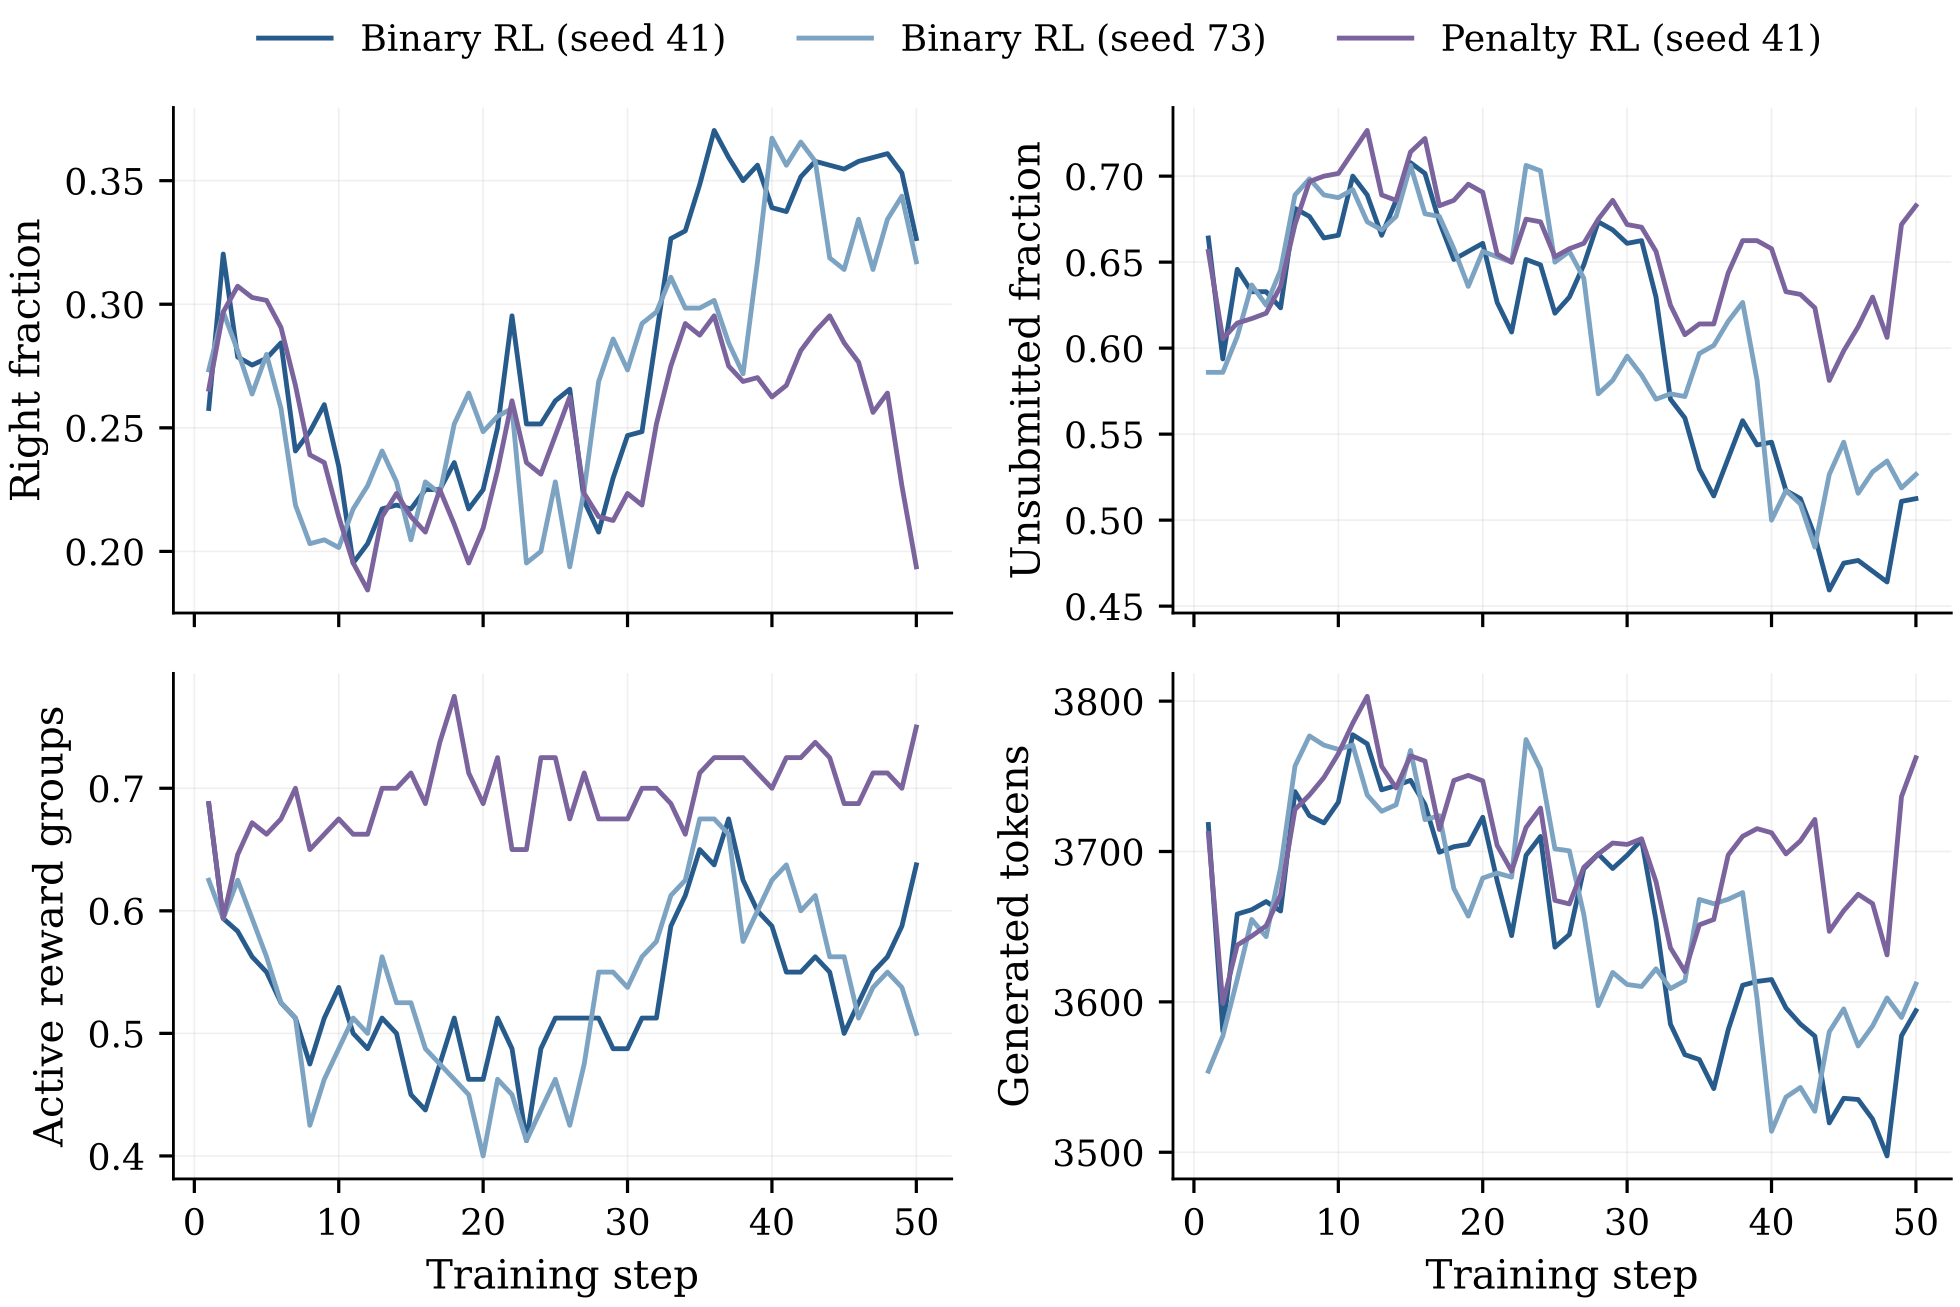 Binary RL (seed 41) Binary RL (seed 73) Penalty RL (seed 41)
Right fraction
0.35
0.30
0.25
0.20
Unsubmitted fraction
0.70
0.65
0.60
0.55
0.50
0.45
Active reward groups
0.7
0.6
0.5
0.4
0 10 20 30 40 50
Training step
Generated tokens
3800
3700
3600
3500
0 10 20 30 40 50
Training step